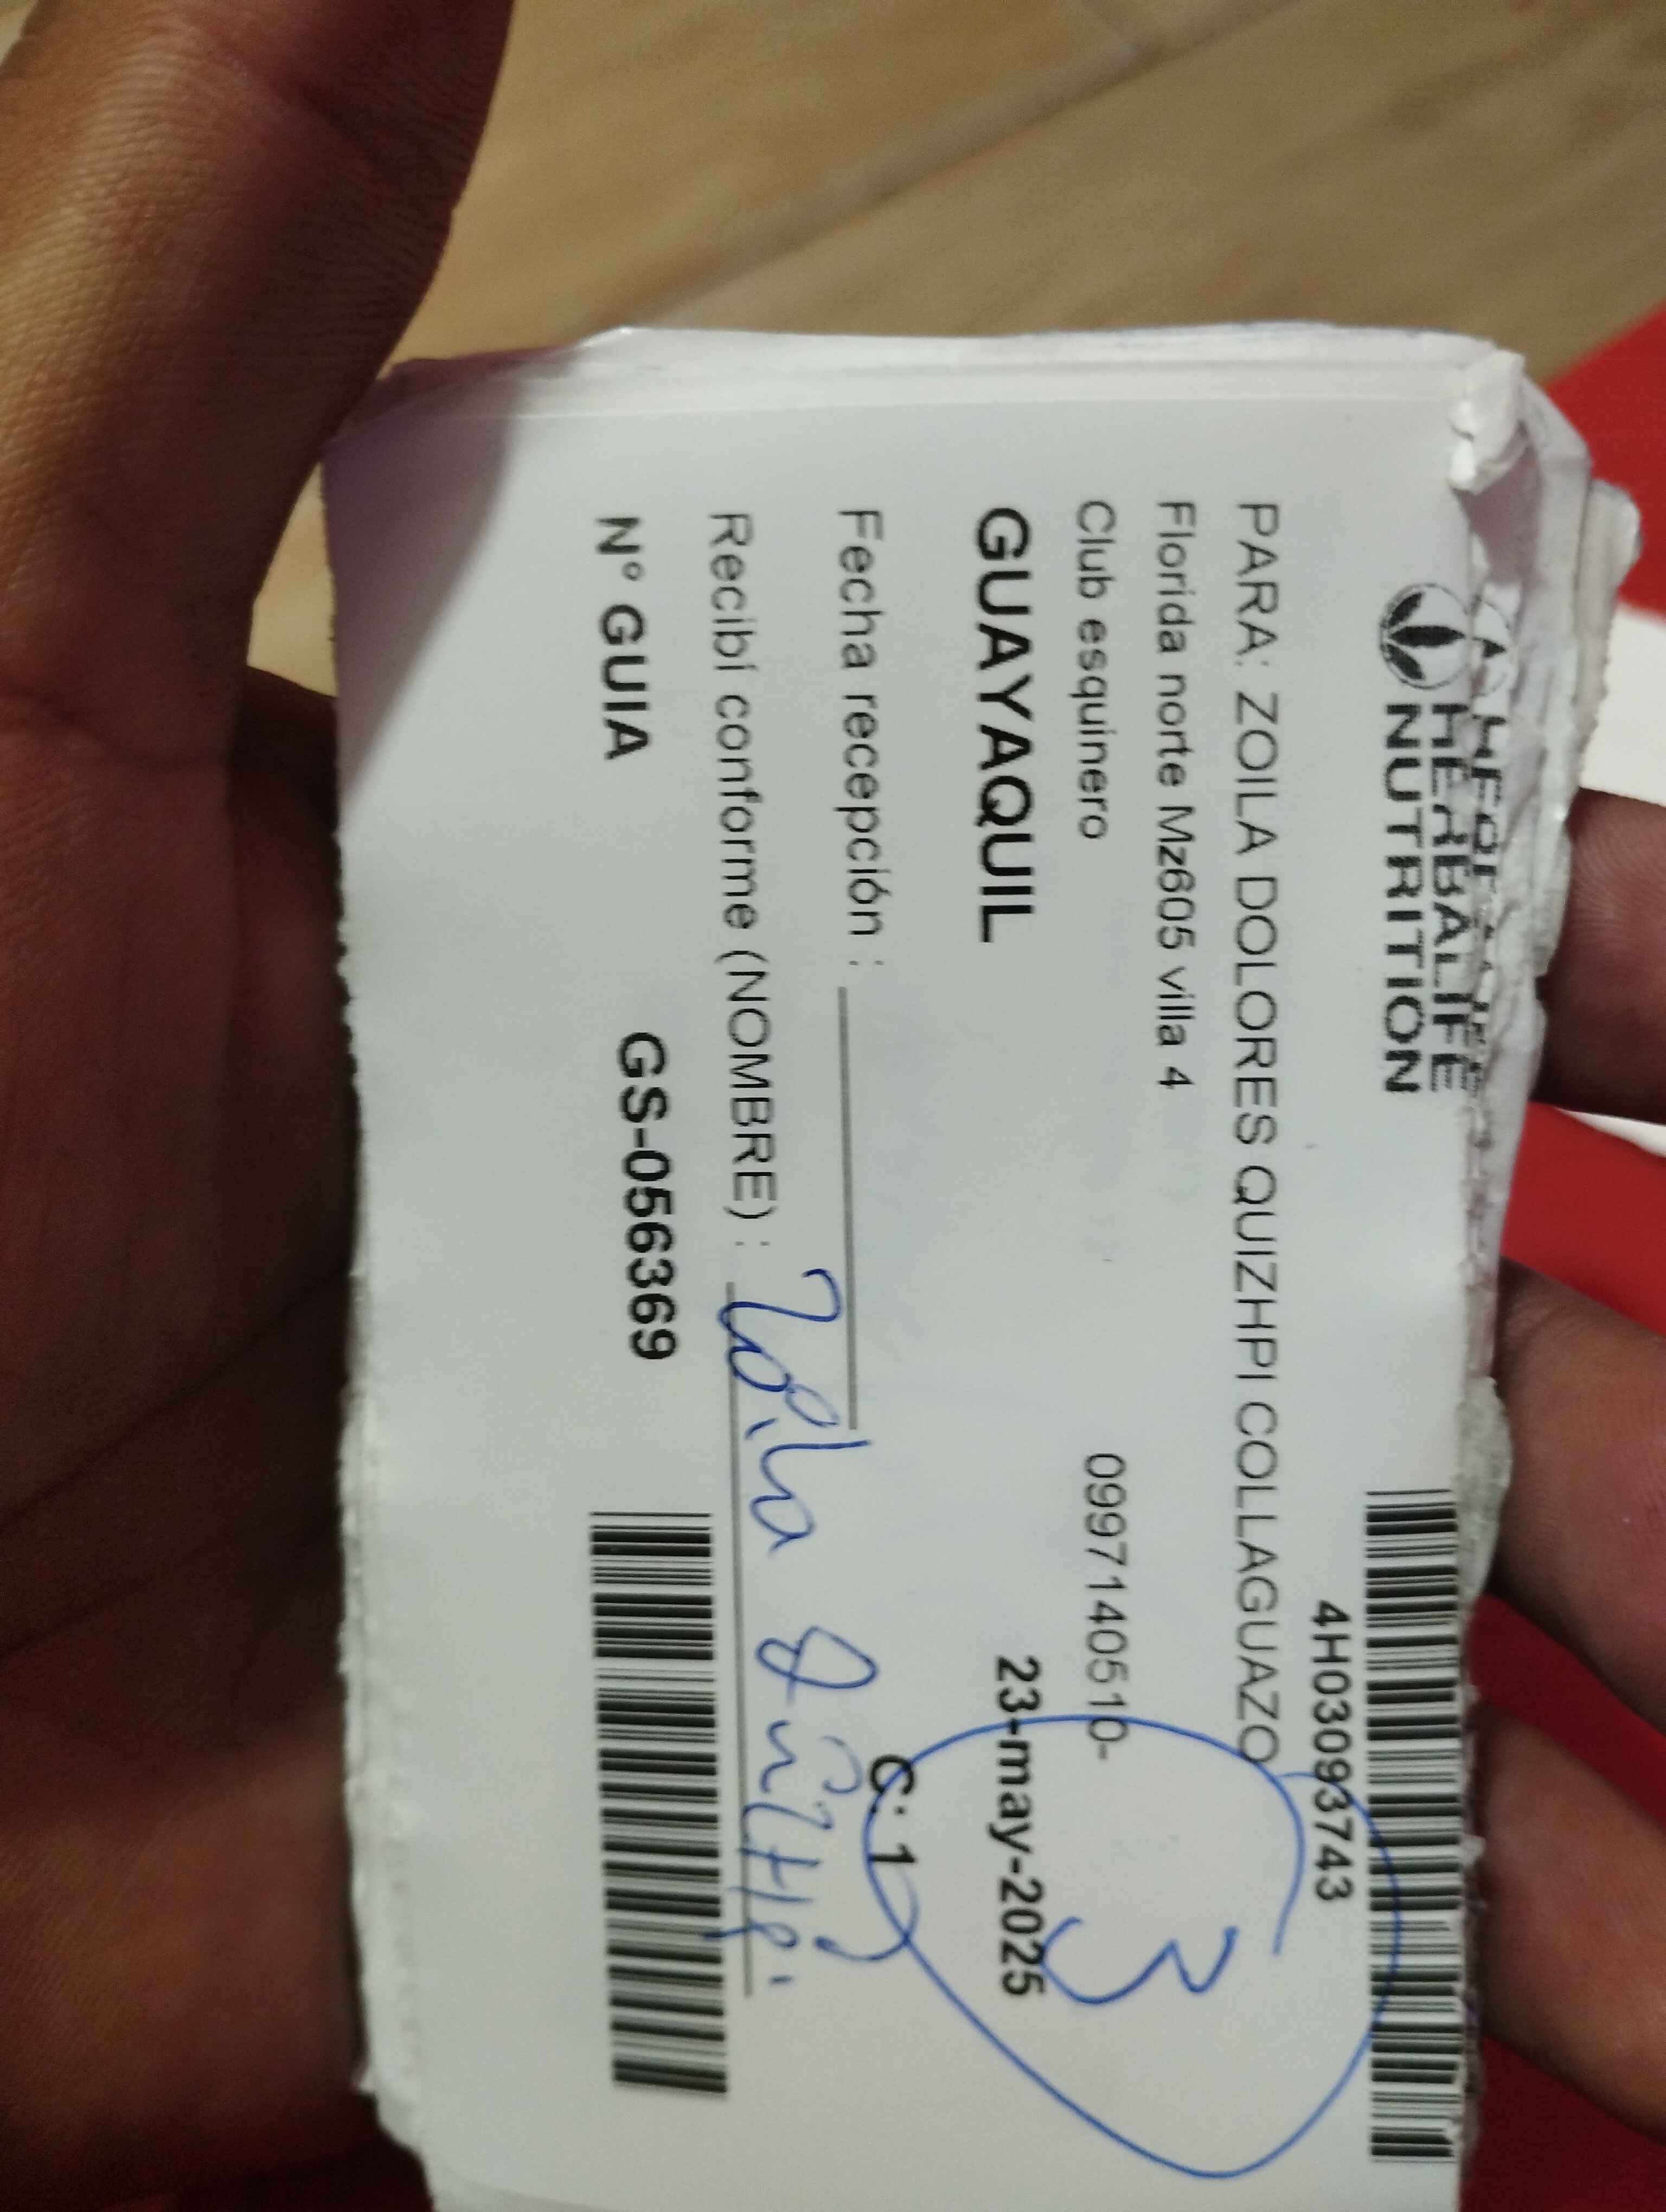 HERBALIFE
NUTRITION
4H03093743
PARA: ZOILA DOLORES QUIZHPI COLLAGUAZO
Florida norte Mz605 villa 4
Club esquinero
0997140510-
3
GUAYAQUIL
23-may-2025
C: 1
Fecha recepción :
Recibí conforme (NOMBRE) : Zoila
N° GUIA
GS-056369